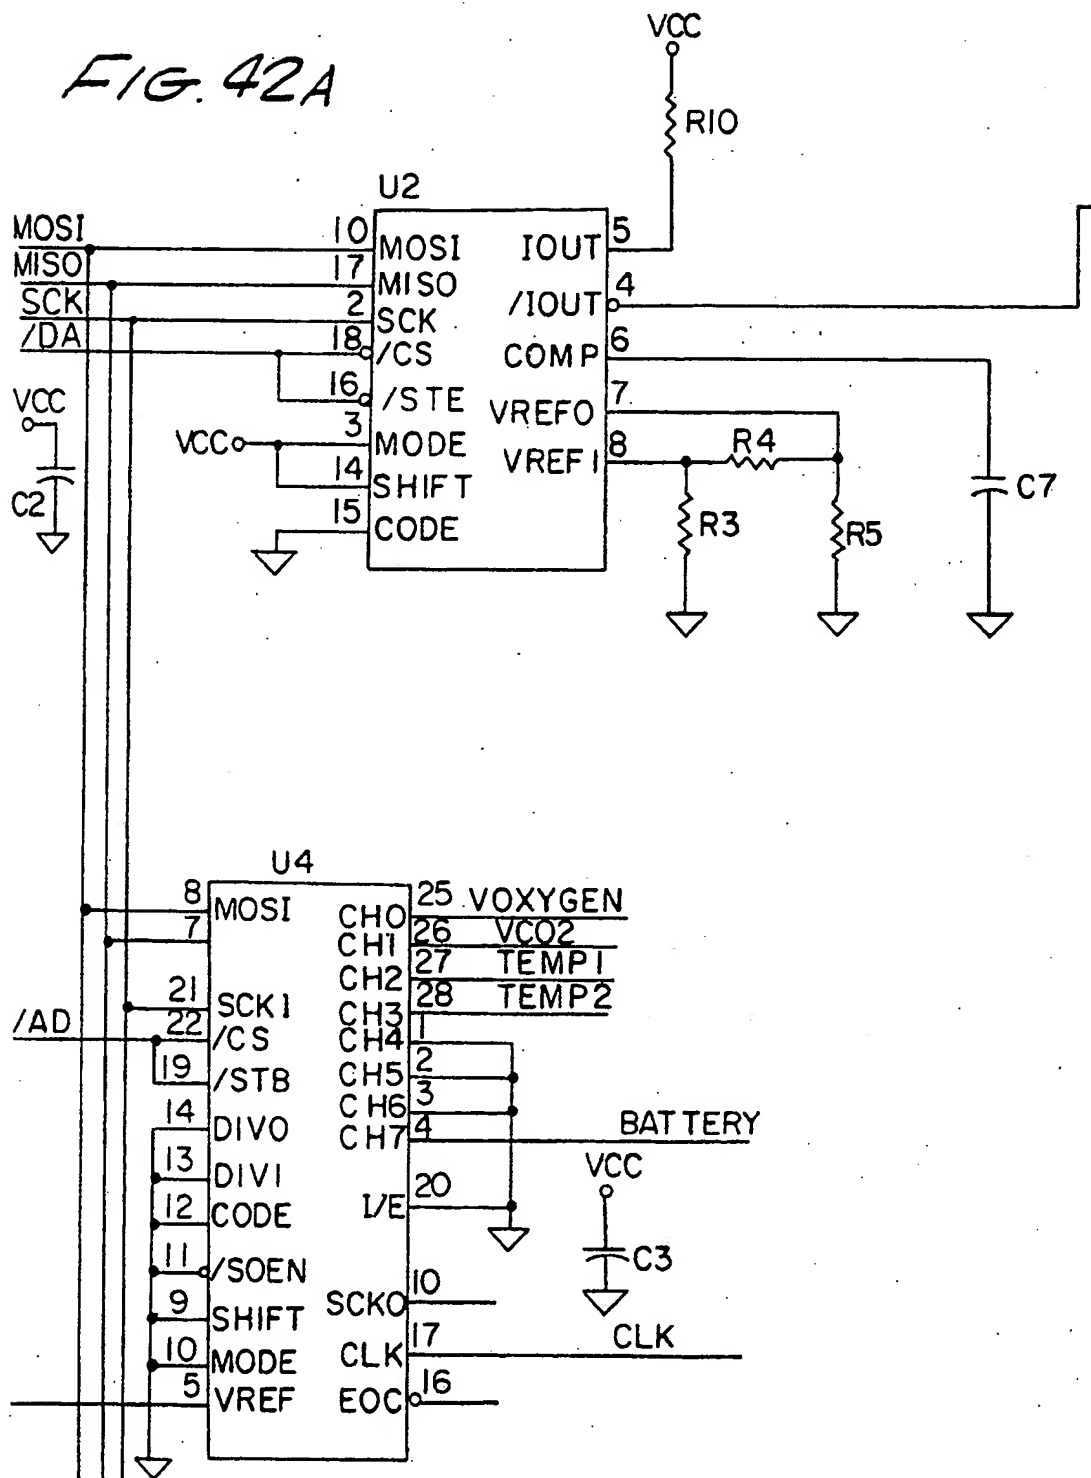 FIG. 42A
VCC
R10
U2
MOSI 10 MOSI IOUT 5
MISO 17 MISO /IOUT 4
SCK 2 SCK
/DA 18 /CS COMP 6
16 /STE VREF0 7
VCC
VCC 3 MODE VREF1 8 R4
14 SHIFT
C2 15 CODE R3 R5 C7
U4
8 MOSI CH0 25 VOXYGEN
7 CH1 26 VCO2
CH2 27 TEMP1
21 SCK1 CH3 28 TEMP2
/AD 22 /CS CH4 1
19 /STB CH5 2
CH6 3
14 DIV0 CH7 4 BATTERY
13 DIV1 VCC
12 CODE I/E 20
11 /SOEN C3
9 SHIFT SCKO 10
10 MODE CLK 17 CLK
5 VREF EOC 16